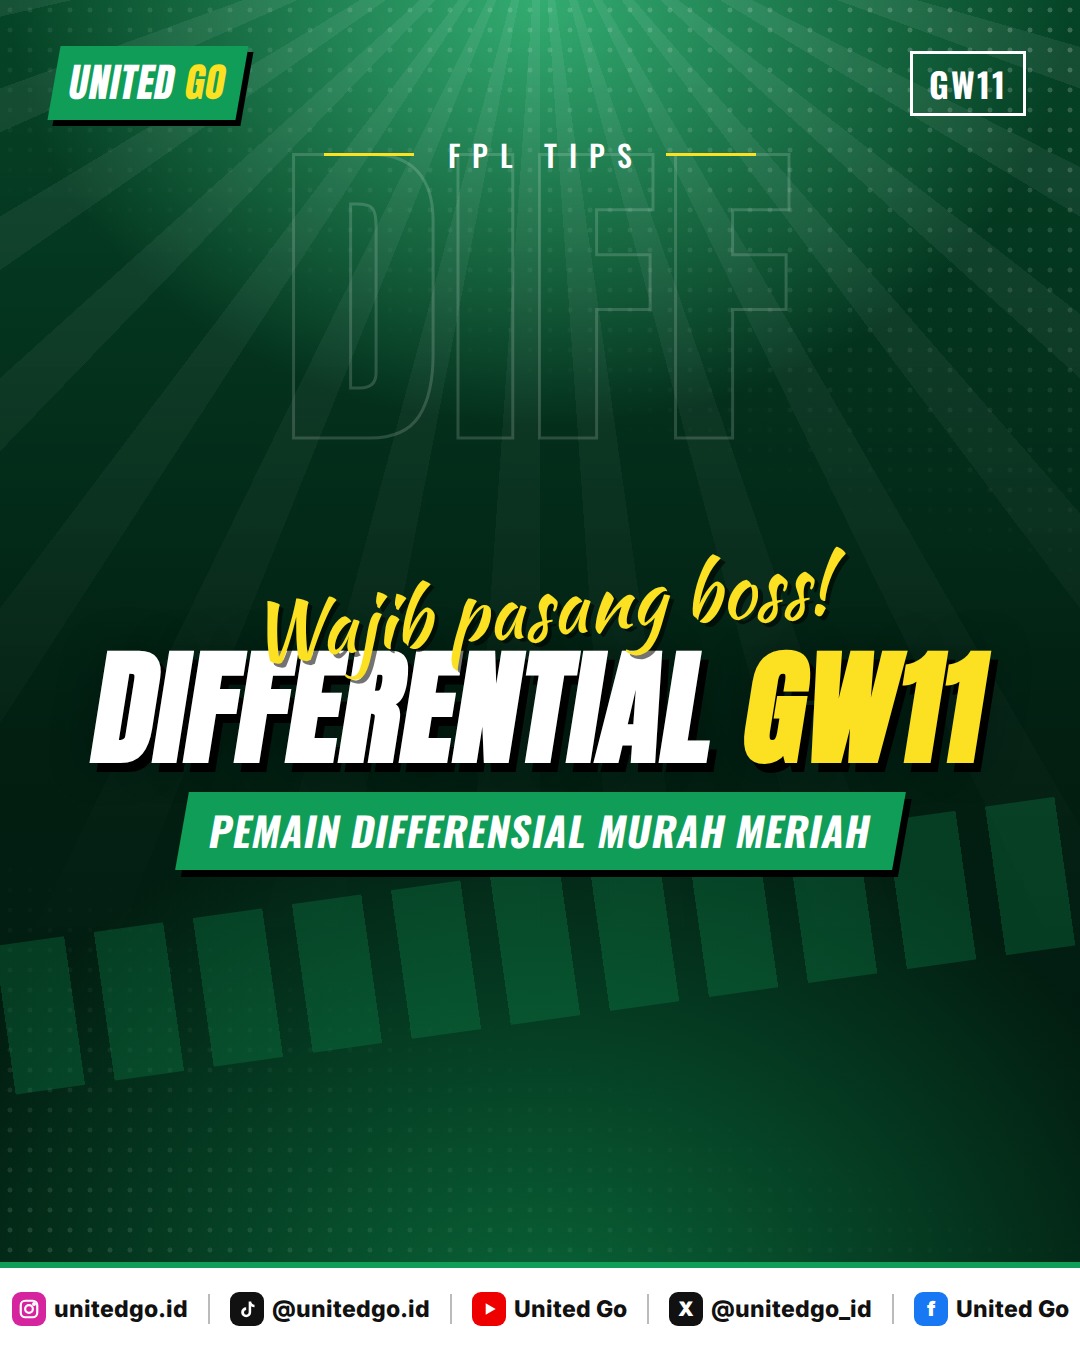 UNITED GO
GW11
FPL TIPS
DIFF
Wajib pasang boss!
DIFFERENTIAL GW11
PEMAIN DIFFERENSIAL MURAH MERIAH
unitedgo.id
@unitedgo.id
United Go
@unitedgo_id
United Go